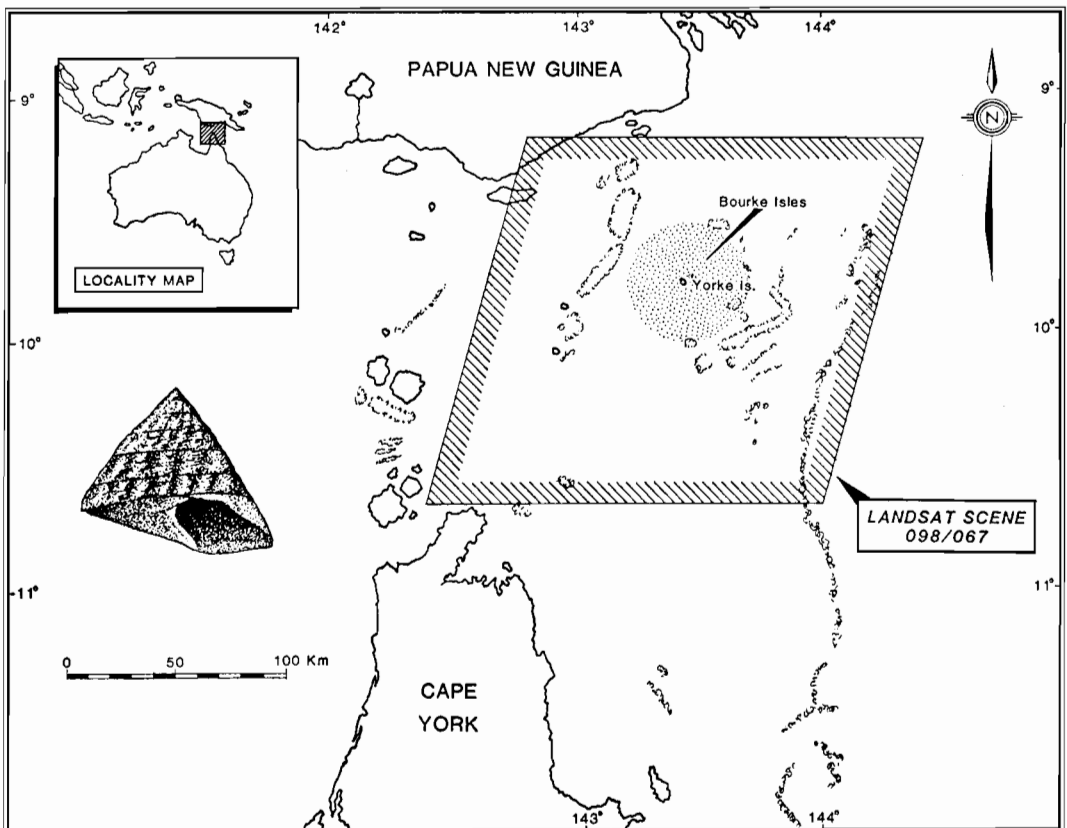 142°
143°
144°
PAPUA NEW GUINEA
9°
9°
N
Bourke Isles
LOCALITY MAP
Yorke Is.
10°
10°
LANDSAT SCENE
098/067
11°
11°
0 50 100 Km
CAPE
YORK
143°
144°